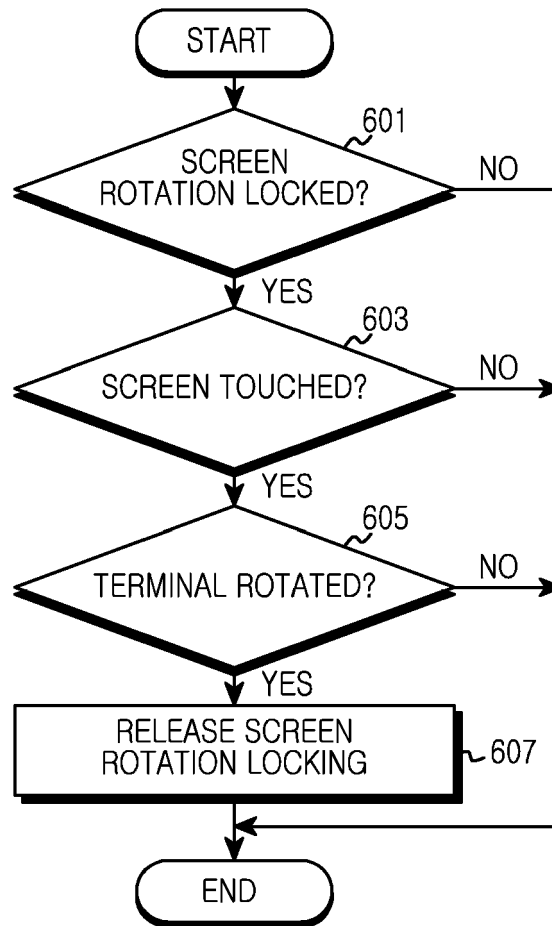 START
601
SCREEN
ROTATION LOCKED?
NO
YES
603
SCREEN TOUCHED?
NO
YES
605
TERMINAL ROTATED?
NO
YES
RELEASE SCREEN
ROTATION LOCKING
607
END